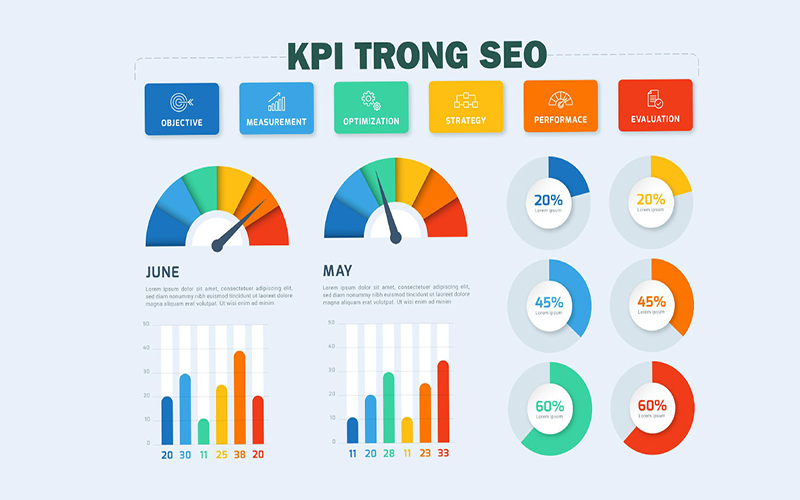 KPI TRONG SEO
OBJECTIVE
MEASUREMENT
OPTIMIZATION
STRATEGY
PERFORMACE
EVALUATION
JUNE
Lorem ipsum dolor sit amet, consectetuer adipiscing elit,
sed diam nonummy nibh euismod tincidunt ut laoreet dolore
magna aliquam erat volutpat. Ut wisi enim ad minim
MAY
Lorem ipsum dolor sit amet, consectetuer adipiscing elit,
sed diam nonummy nibh euismod tincidunt ut laoreet dolore
magna aliquam erat volutpat. Ut wisi enim ad minim
20%
Lorem ipsum
20%
Lorem ipsum
45%
Lorem ipsum
45%
Lorem ipsum
60%
Lorem ipsum
60%
Lorem ipsum
50
40
30
20
10
0
20 30 11 25 38 20
50
40
30
20
10
0
11 20 28 11 23 33